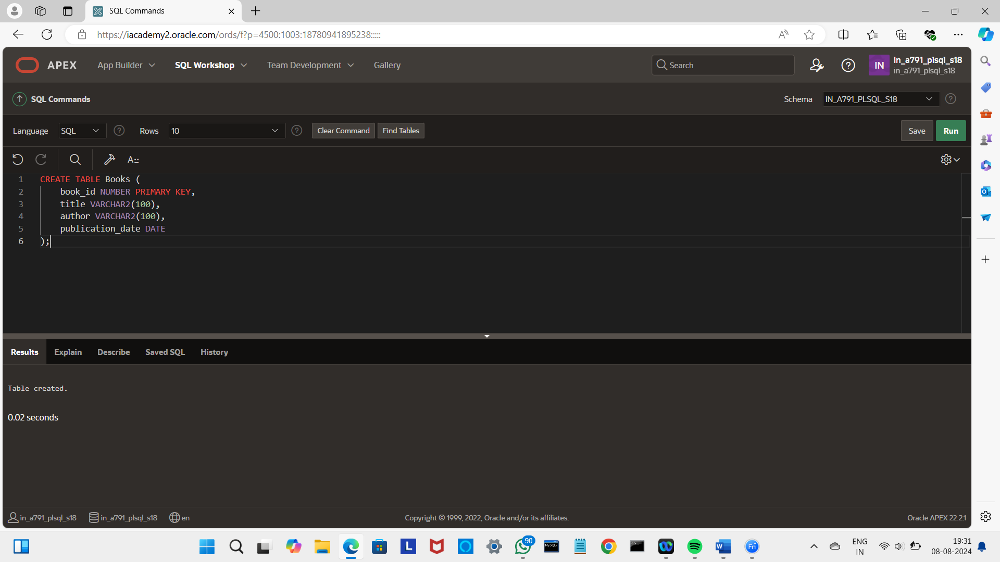 SQL Commands
https://iacademy2.oracle.com/ords/f?p=4500:1003:18780941895238:::::
APEX App Builder SQL Workshop Team Development Gallery Search IN in_a791_plsql_s18
in_a791_plsql_s18
SQL Commands Schema IN_A791_PLSQL_S18
Language SQL Rows 10 Clear Command Find Tables Save Run
1 CREATE TABLE Books (
2 book_id NUMBER PRIMARY KEY,
3 title VARCHAR2(100),
4 author VARCHAR2(100),
5 publication_date DATE
6 );
Results Explain Describe Saved SQL History
Table created.
0.02 seconds
in_a791_plsql_s18 in_a791_plsql_s18 en Copyright © 1999, 2022, Oracle and/or its affiliates. Oracle APEX 22.2.1
L 90 MySQL W Fn ENG 19:31
IN 08-08-2024